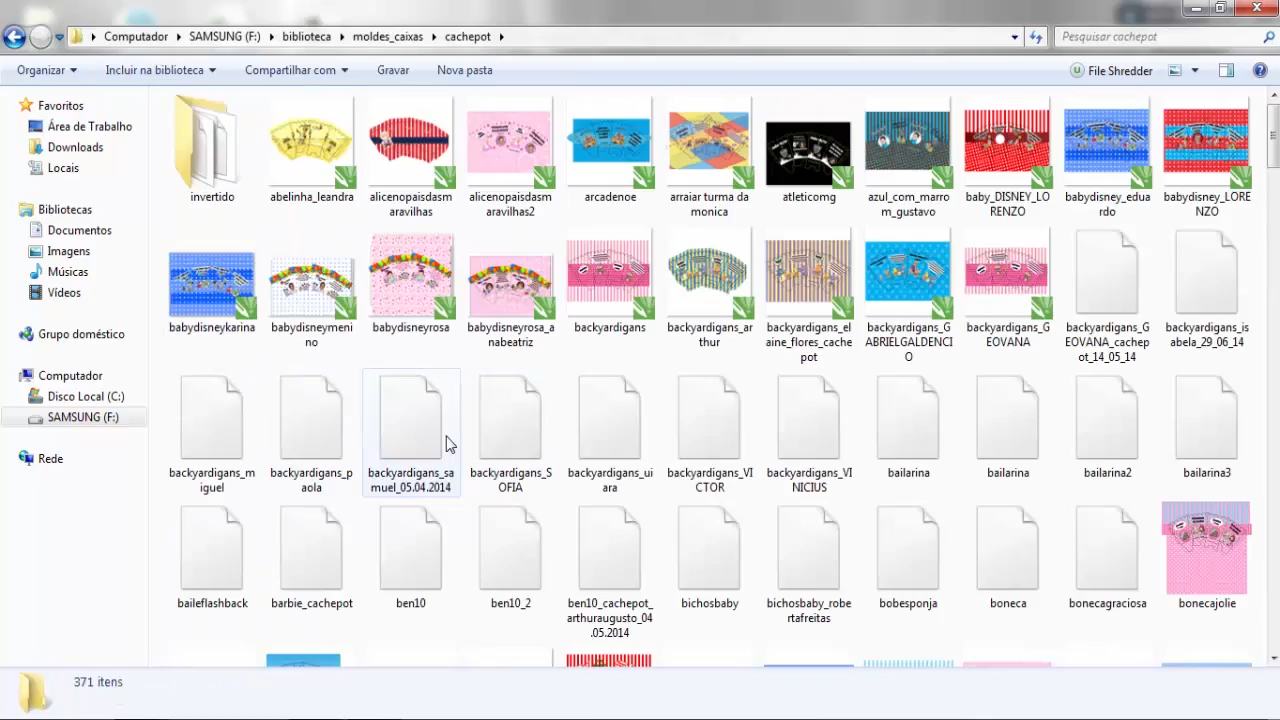 Computador
SAMSUNG (F:)
biblioteca
moldes_caixas
cachepot
Pesquisar cachepot
Organizar
Incluir na biblioteca
Compartilhar com
Gravar
Nova pasta
File Shredder
Favoritos
Área de Trabalho
Downloads
Locais
Bibliotecas
Documentos
Imagens
Músicas
Vídeos
Grupo doméstico
Computador
Disco Local (C:)
SAMSUNG (F:)
Rede
invertido
abelinha_leandra
alicenopaisdasm
aravilhas
alicenopaisdasm
aravilhas2
arcadenoe
arraiar turma da
monica
atleticomg
azul_com_marro
m_gustavo
baby_DISNEY_LO
RENZO
babydisney_edua
rdo
babydisney_LORE
NZO
babydisneykarina
babydisneymeni
no
babydisneyrosa
babydisneyrosa_a
nabeatriz
backyardigans
backyardigans_ar
thur
backyardigans_el
aine_flores_cache
pot
backyardigans_G
ABRIELGALDENCI
O
backyardigans_G
EOVANA
backyardigans_G
EOVANA_cachep
ot_14_05_14
backyardigans_is
abela_29_06_14
backyardigans_m
iguel
backyardigans_p
aola
backyardigans_sa
muel_05.04.2014
backyardigans_S
OFIA
backyardigans_ui
ara
backyardigans_VI
CTOR
backyardigans_VI
NICIUS
bailarina
bailarina
bailarina2
bailarina3
baileflashback
barbie_cachepot
ben10
ben10_2
ben10_cachepot_
arthuraugusto_04
.05.2014
bichosbaby
bichosbaby_robe
rtafreitas
bobesponja
boneca
bonecagraciosa
bonecajolie
371 itens